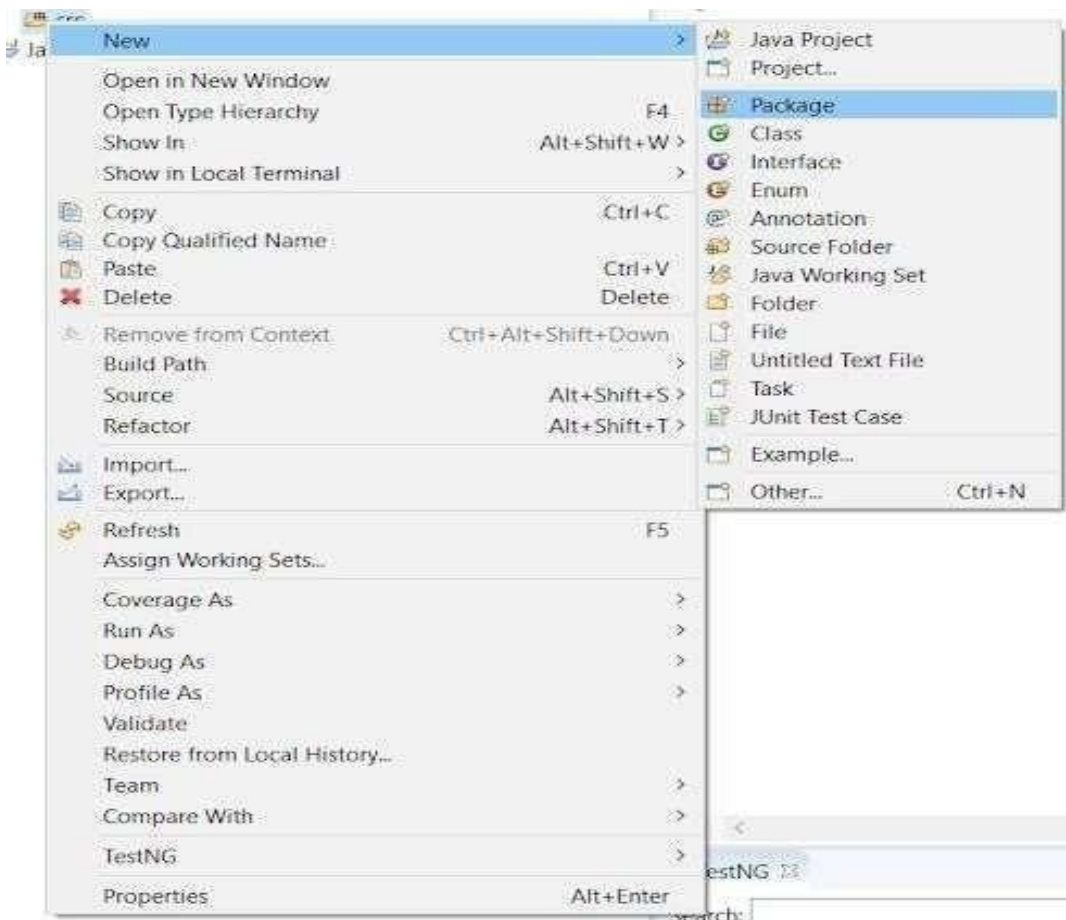 src
Ja
New >
Open in New Window
Open Type Hierarchy F4
Show In Alt+Shift+W >
Show in Local Terminal >
Copy Ctrl+C
Copy Qualified Name
Paste Ctrl+V
Delete Delete
Remove from Context Ctrl+Alt+Shift+Down
Build Path >
Source Alt+Shift+S >
Refactor Alt+Shift+T >
Import...
Export...
Refresh F5
Assign Working Sets...
Coverage As >
Run As >
Debug As >
Profile As >
Validate
Restore from Local History...
Team >
Compare With >
TestNG >
Properties Alt+Enter
Java Project
Project...
Package
Class
Interface
Enum
Annotation
Source Folder
Java Working Set
Folder
File
Untitled Text File
Task
JUnit Test Case
Example...
Other... Ctrl+N
estNG
search: